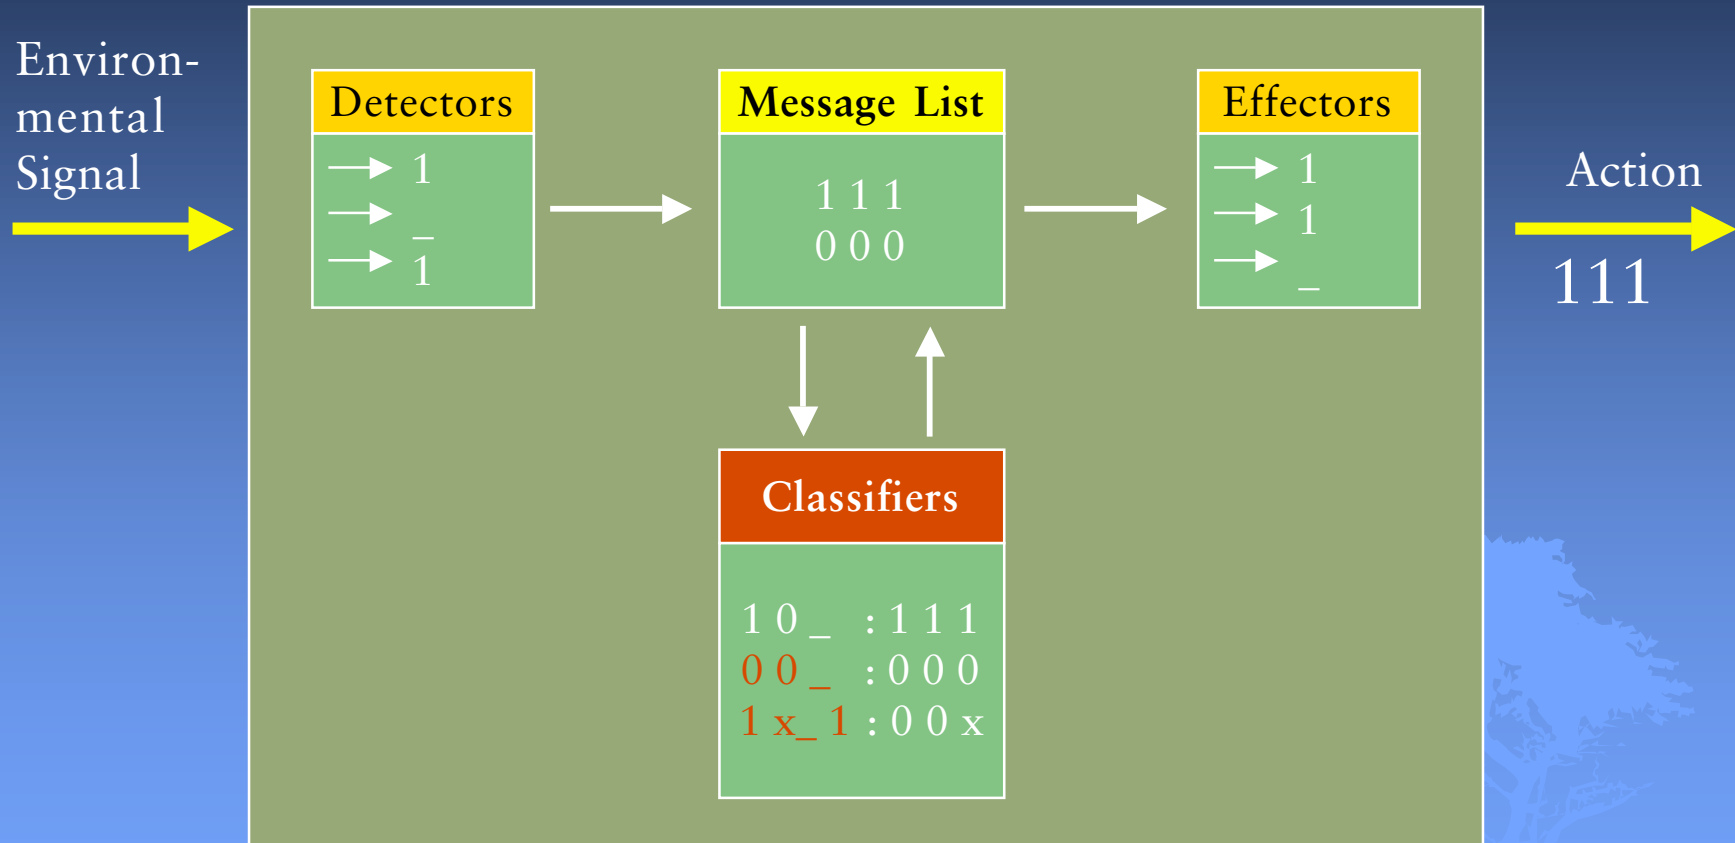 Environ-
mental
Signal
Detectors
1
_
1
Message List
1 1 1
0 0 0
Effectors
1
1
_
Action
111
Classifiers
1 0 _ : 1 1 1
0 0 _ : 0 0 0
1 x_ 1 : 0 0 x